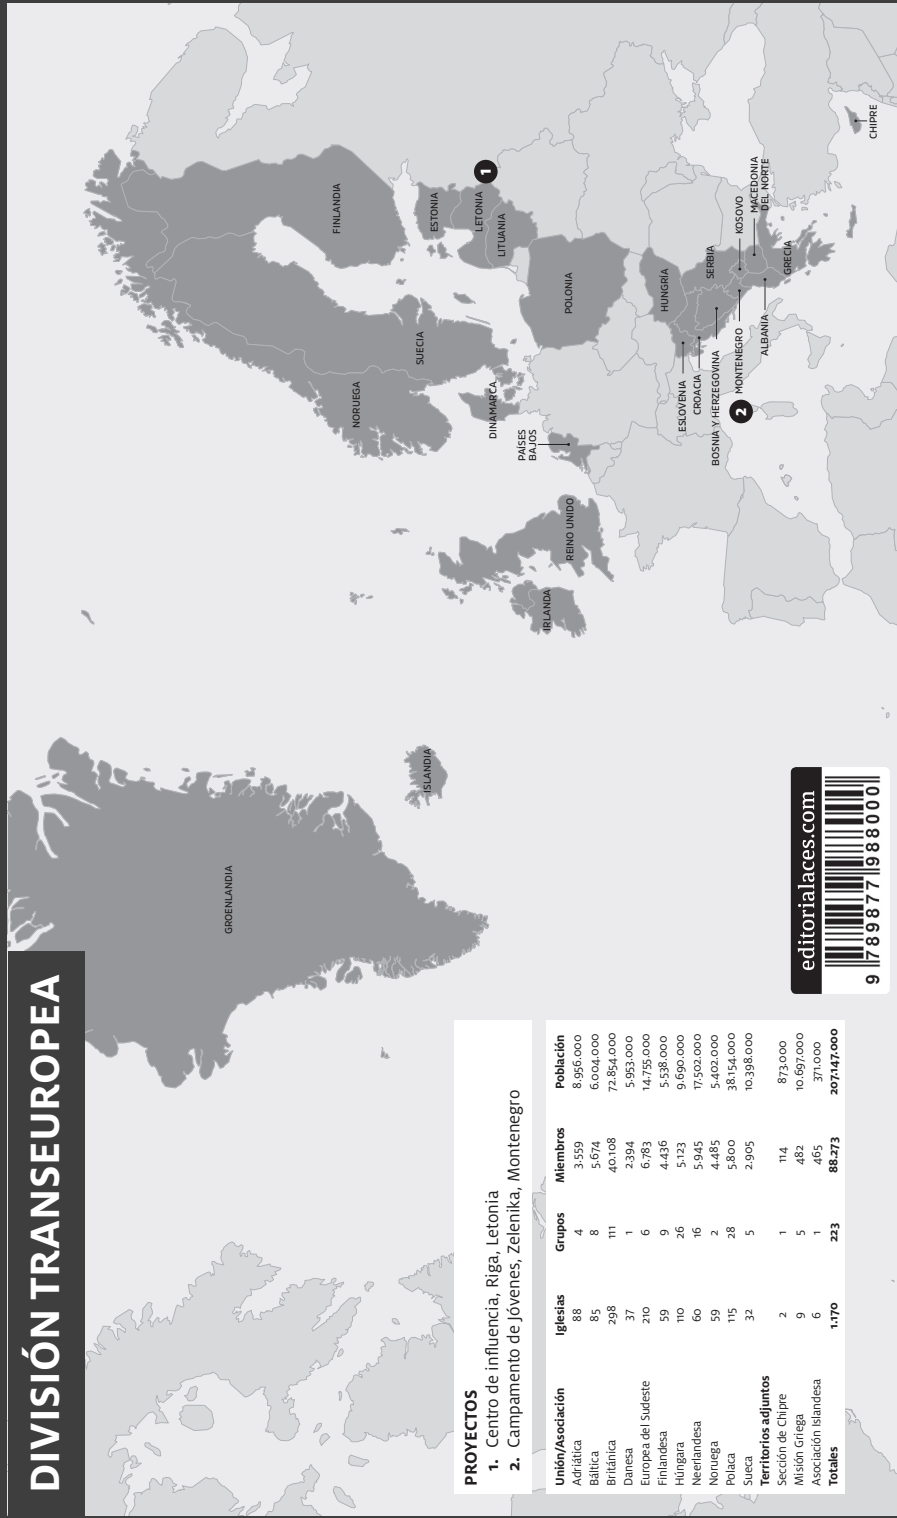 DIVISIÓN TRANSEUROPEA
GROENLANDIA
ISLANDIA
NORUEGA
SUECIA
FINLANDIA
ESTONIA
LETONIA
1
LITUANIA
DINAMARCA
PAÍSES
BAJOS
POLONIA
IRLANDA
REINO UNIDO
HUNGRÍA
SERBIA
KOSOVO
MACEDONIA
DEL NORTE
GRECIA
CHIPRE
ESLOVENIA
CROACIA
BOSNIA Y HERZEGOVINA
MONTENEGRO
2
ALBANIA
PROYECTOS
1. Centro de influencia, Riga, Letonia
2. Campamento de Jóvenes, Zelenika, Montenegro
Unión/Asociación Iglesias Grupos Miembros Población
Adriática 88 4 3.559 8.956.000
Báltica 85 8 5.674 6.004.000
Británica 298 111 40.108 72.854.000
Danesa 37 1 2.394 5.953.000
Europea del Sudeste 210 6 6.783 14.755.000
Finlandesa 59 9 4.436 5.538.000
Húngara 110 26 5.123 9.690.000
Neerlandesa 60 16 5.945 17.502.000
Noruega 59 2 4.485 5.402.000
Polaca 115 28 5.800 38.154.000
Sueca 32 5 2.905 10.398.000
Territorios adjuntos
Sección de Chipre 2 1 114 873.000
Misión Griega 9 5 482 10.697.000
Asociación Islandesa 6 1 465 371.000
Totales 1.170 223 88.273 207.147.000
editorialaces.com
9 789877 988000